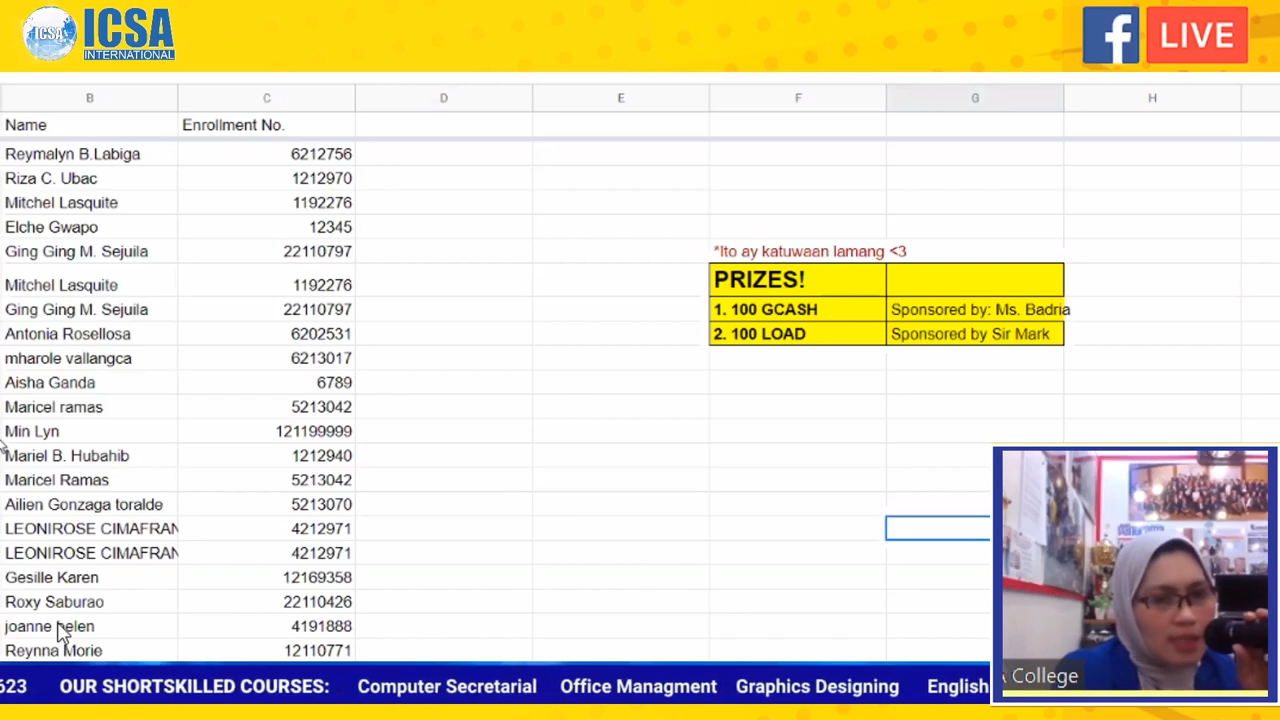 ICSA
ICSA
INTERNATIONAL
f LIVE
B C D E F G H
Name Enrollment No.
Reymalyn B.Labiga 6212756
Riza C. Ubac 1212970
Mitchel Lasquite 1192276
Elche Gwapo 12345
Ging Ging M. Sejuila 22110797
*Ito ay katuwaan lamang <3
Mitchel Lasquite 1192276
PRIZES!
Ging Ging M. Sejuila 22110797
1. 100 GCASH Sponsored by: Ms. Badria
Antonia Rosellosa 6202531
2. 100 LOAD Sponsored by Sir Mark
mharole vallangca 6213017
Aisha Ganda 6789
Maricel ramas 5213042
Min Lyn 121199999
Mariel B. Hubahib 1212940
Maricel Ramas 5213042
Ailien Gonzaga toralde 5213070
LEONIROSE CIMAFRAN 4212971
LEONIROSE CIMAFRAN 4212971
Gesille Karen 12169358
Roxy Saburao 22110426
joanne helen 4191888
Reynna Morie 12110771
A College
623 OUR SHORTSKILLED COURSES: Computer Secretarial Office Managment Graphics Designing English